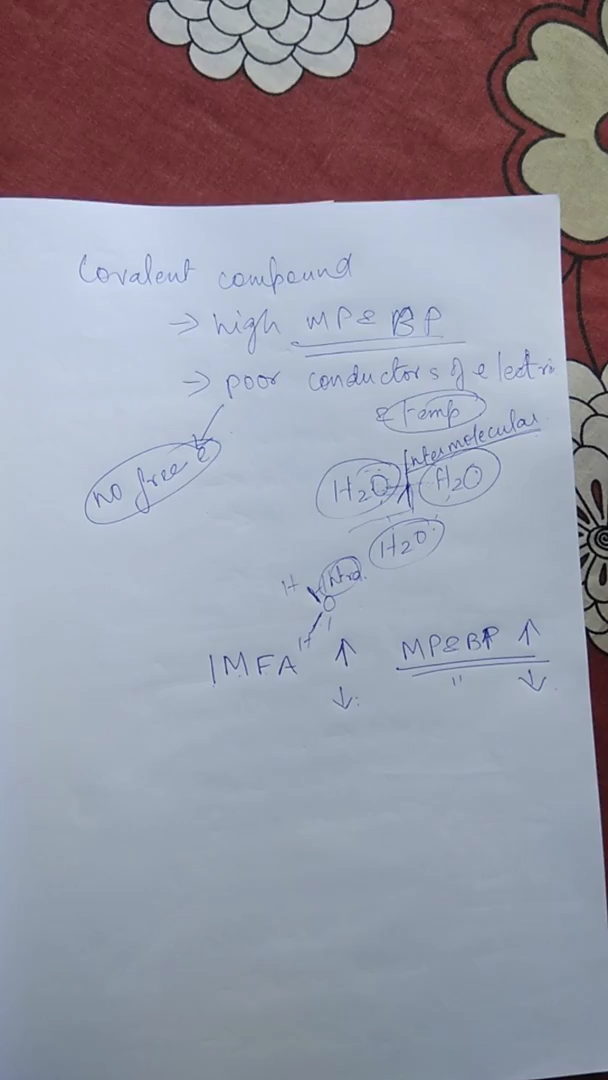 Covalent compound
→ high MP & BP
→ poor conductors of electri
& temp
no free e
Intermolecular
H2O H2O
H2O
H Intra
O
H
IMFA ↑ MP & BP ↑
↓ " ↓